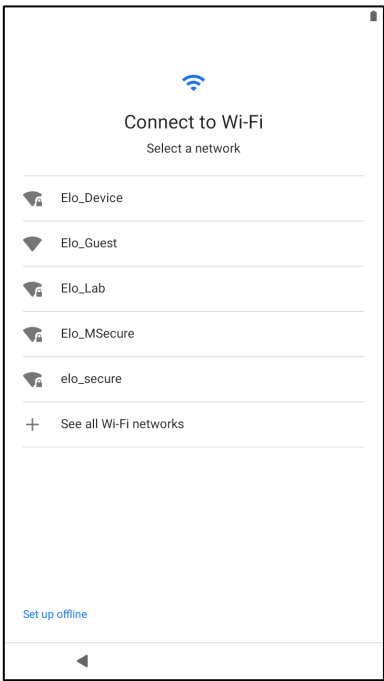 Connect to Wi-Fi
Select a network
Elo_Device
Elo_Guest
Elo_Lab
Elo_MSecure
elo_secure
See all Wi-Fi networks
Set up offline